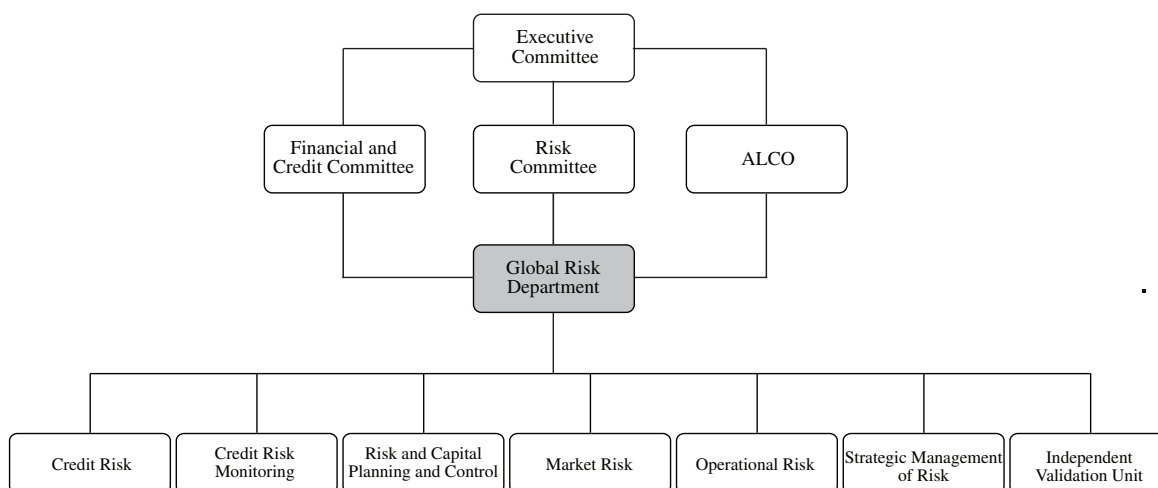 Executive
Committee
Financial and
Credit Committee
Risk
Committee
ALCO
Global Risk
Department
Credit Risk
Credit Risk
Monitoring
Risk and Capital
Planning and Control
Market Risk
Operational Risk
Strategic Management
of Risk
Independent
Validation Unit